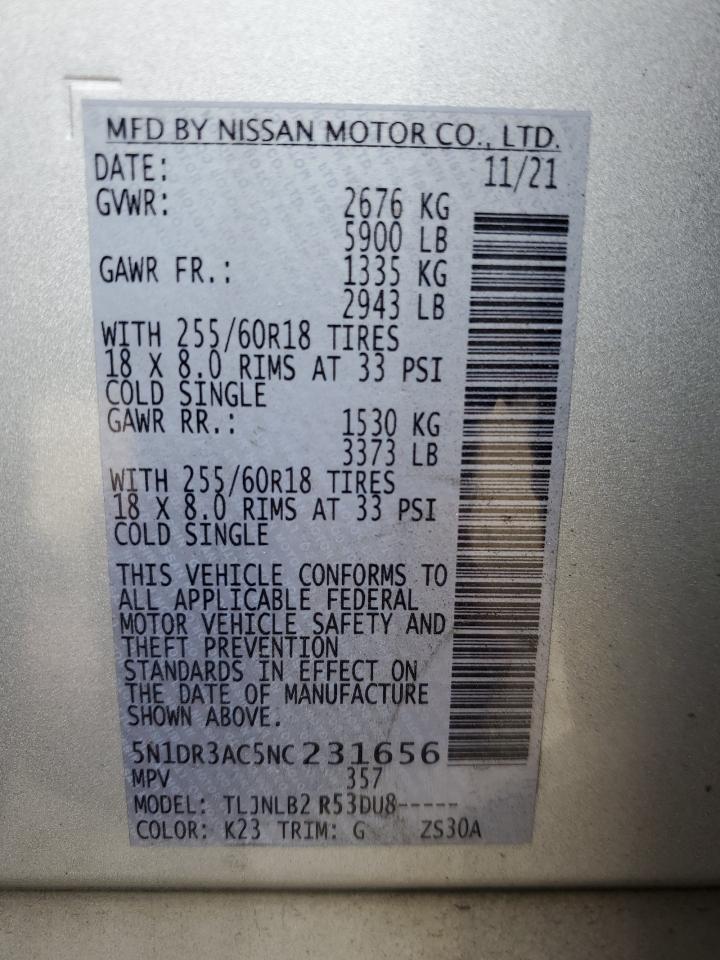 MFD BY NISSAN MOTOR CO., LTD.
DATE: 11/21
GVWR: 2676 KG
5900 LB
GAWR FR.: 1335 KG
2943 LB
WITH 255/60R18 TIRES
18 X 8.0 RIMS AT 33 PSI
COLD SINGLE
GAWR RR.: 1530 KG
3373 LB
WITH 255/60R18 TIRES
18 X 8.0 RIMS AT 33 PSI
COLD SINGLE
THIS VEHICLE CONFORMS TO
ALL APPLICABLE FEDERAL
MOTOR VEHICLE SAFETY AND
THEFT PREVENTION
STANDARDS IN EFFECT ON
THE DATE OF MANUFACTURE
SHOWN ABOVE.
5N1DR3AC5NC231656
MPV 357
MODEL: TLJNLB2 R53DU8-----
COLOR: K23 TRIM: G ZS30A